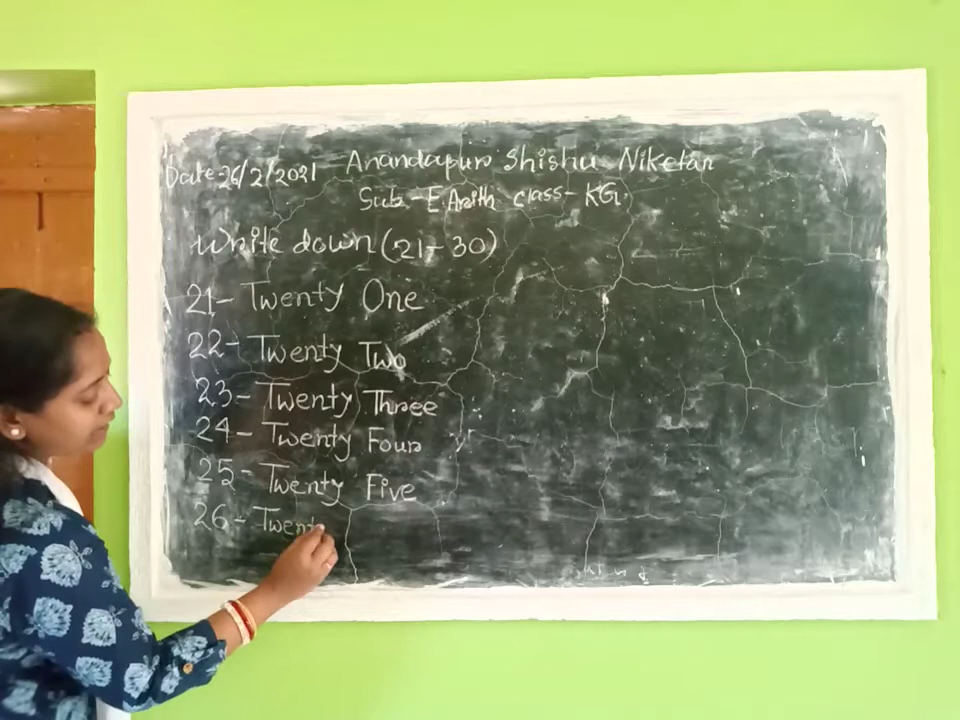 Date-26/2/2021 - Anandapur Shishu Niketan
Sub-E.Arith class-KG.
Write down (21-30)
21- Twenty One
22- Twenty Two
23- Twenty Three
24- Twenty Four
25- Twenty Five
26- Twent